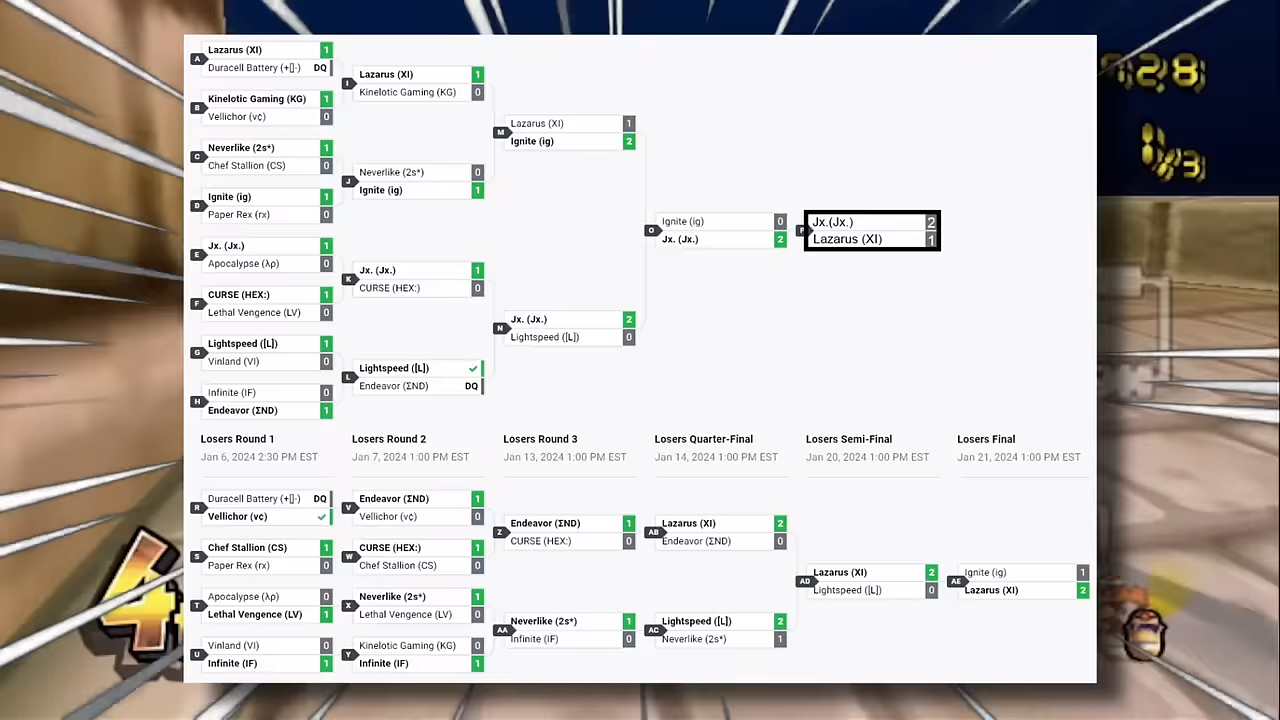 A
Lazarus (XI) 1
Duracell Battery (+[]·) DQ
B
Kinelotic Gaming (KG) 1
Vellichor (v¢) 0
C
Neverlike (2s*) 1
Chef Stallion (CS) 0
D
Ignite (ig) 1
Paper Rex (rx) 0
E
Jx. (Jx.) 1
Apocalypse (λρ) 0
F
CURSE (HEX:) 1
Lethal Vengence (LV) 0
G
Lightspeed ([L]) 1
Vinland (VI) 0
H
Infinite (IF) 0
Endeavor (ΣND) 1
I
Lazarus (XI) 1
Kinelotic Gaming (KG) 0
J
Neverlike (2s*) 0
Ignite (ig) 1
K
Jx. (Jx.) 1
CURSE (HEX:) 0
L
Lightspeed ([L]) ✓
Endeavor (ΣND) DQ
M
Lazarus (XI) 1
Ignite (ig) 2
N
Jx. (Jx.) 2
Lightspeed ([L]) 0
O
Ignite (ig) 0
Jx. (Jx.) 2
Jx.(Jx.) 2
Lazarus (XI) 1
Losers Round 1
Jan 6, 2024 2:30 PM EST
Losers Round 2
Jan 7, 2024 1:00 PM EST
Losers Round 3
Jan 13, 2024 1:00 PM EST
Losers Quarter-Final
Jan 14, 2024 1:00 PM EST
Losers Semi-Final
Jan 20, 2024 1:00 PM EST
Losers Final
Jan 21, 2024 1:00 PM EST
R
Duracell Battery (+[]·) DQ
Vellichor (v¢) ✓
S
Chef Stallion (CS) 1
Paper Rex (rx) 0
T
Apocalypse (λρ) 0
Lethal Vengence (LV) 1
U
Vinland (VI) 0
Infinite (IF) 1
V
Endeavor (ΣND) 1
Vellichor (v¢) 0
W
CURSE (HEX:) 1
Chef Stallion (CS) 0
X
Neverlike (2s*) 1
Lethal Vengence (LV) 0
Y
Kinelotic Gaming (KG) 0
Infinite (IF) 1
Z
Endeavor (ΣND) 1
CURSE (HEX:) 0
AA
Neverlike (2s*) 1
Infinite (IF) 0
AB
Lazarus (XI) 2
Endeavor (ΣND) 0
AC
Lightspeed ([L]) 2
Neverlike (2s*) 1
AD
Lazarus (XI) 2
Lightspeed ([L]) 0
AE
Ignite (ig) 1
Lazarus (XI) 2
4